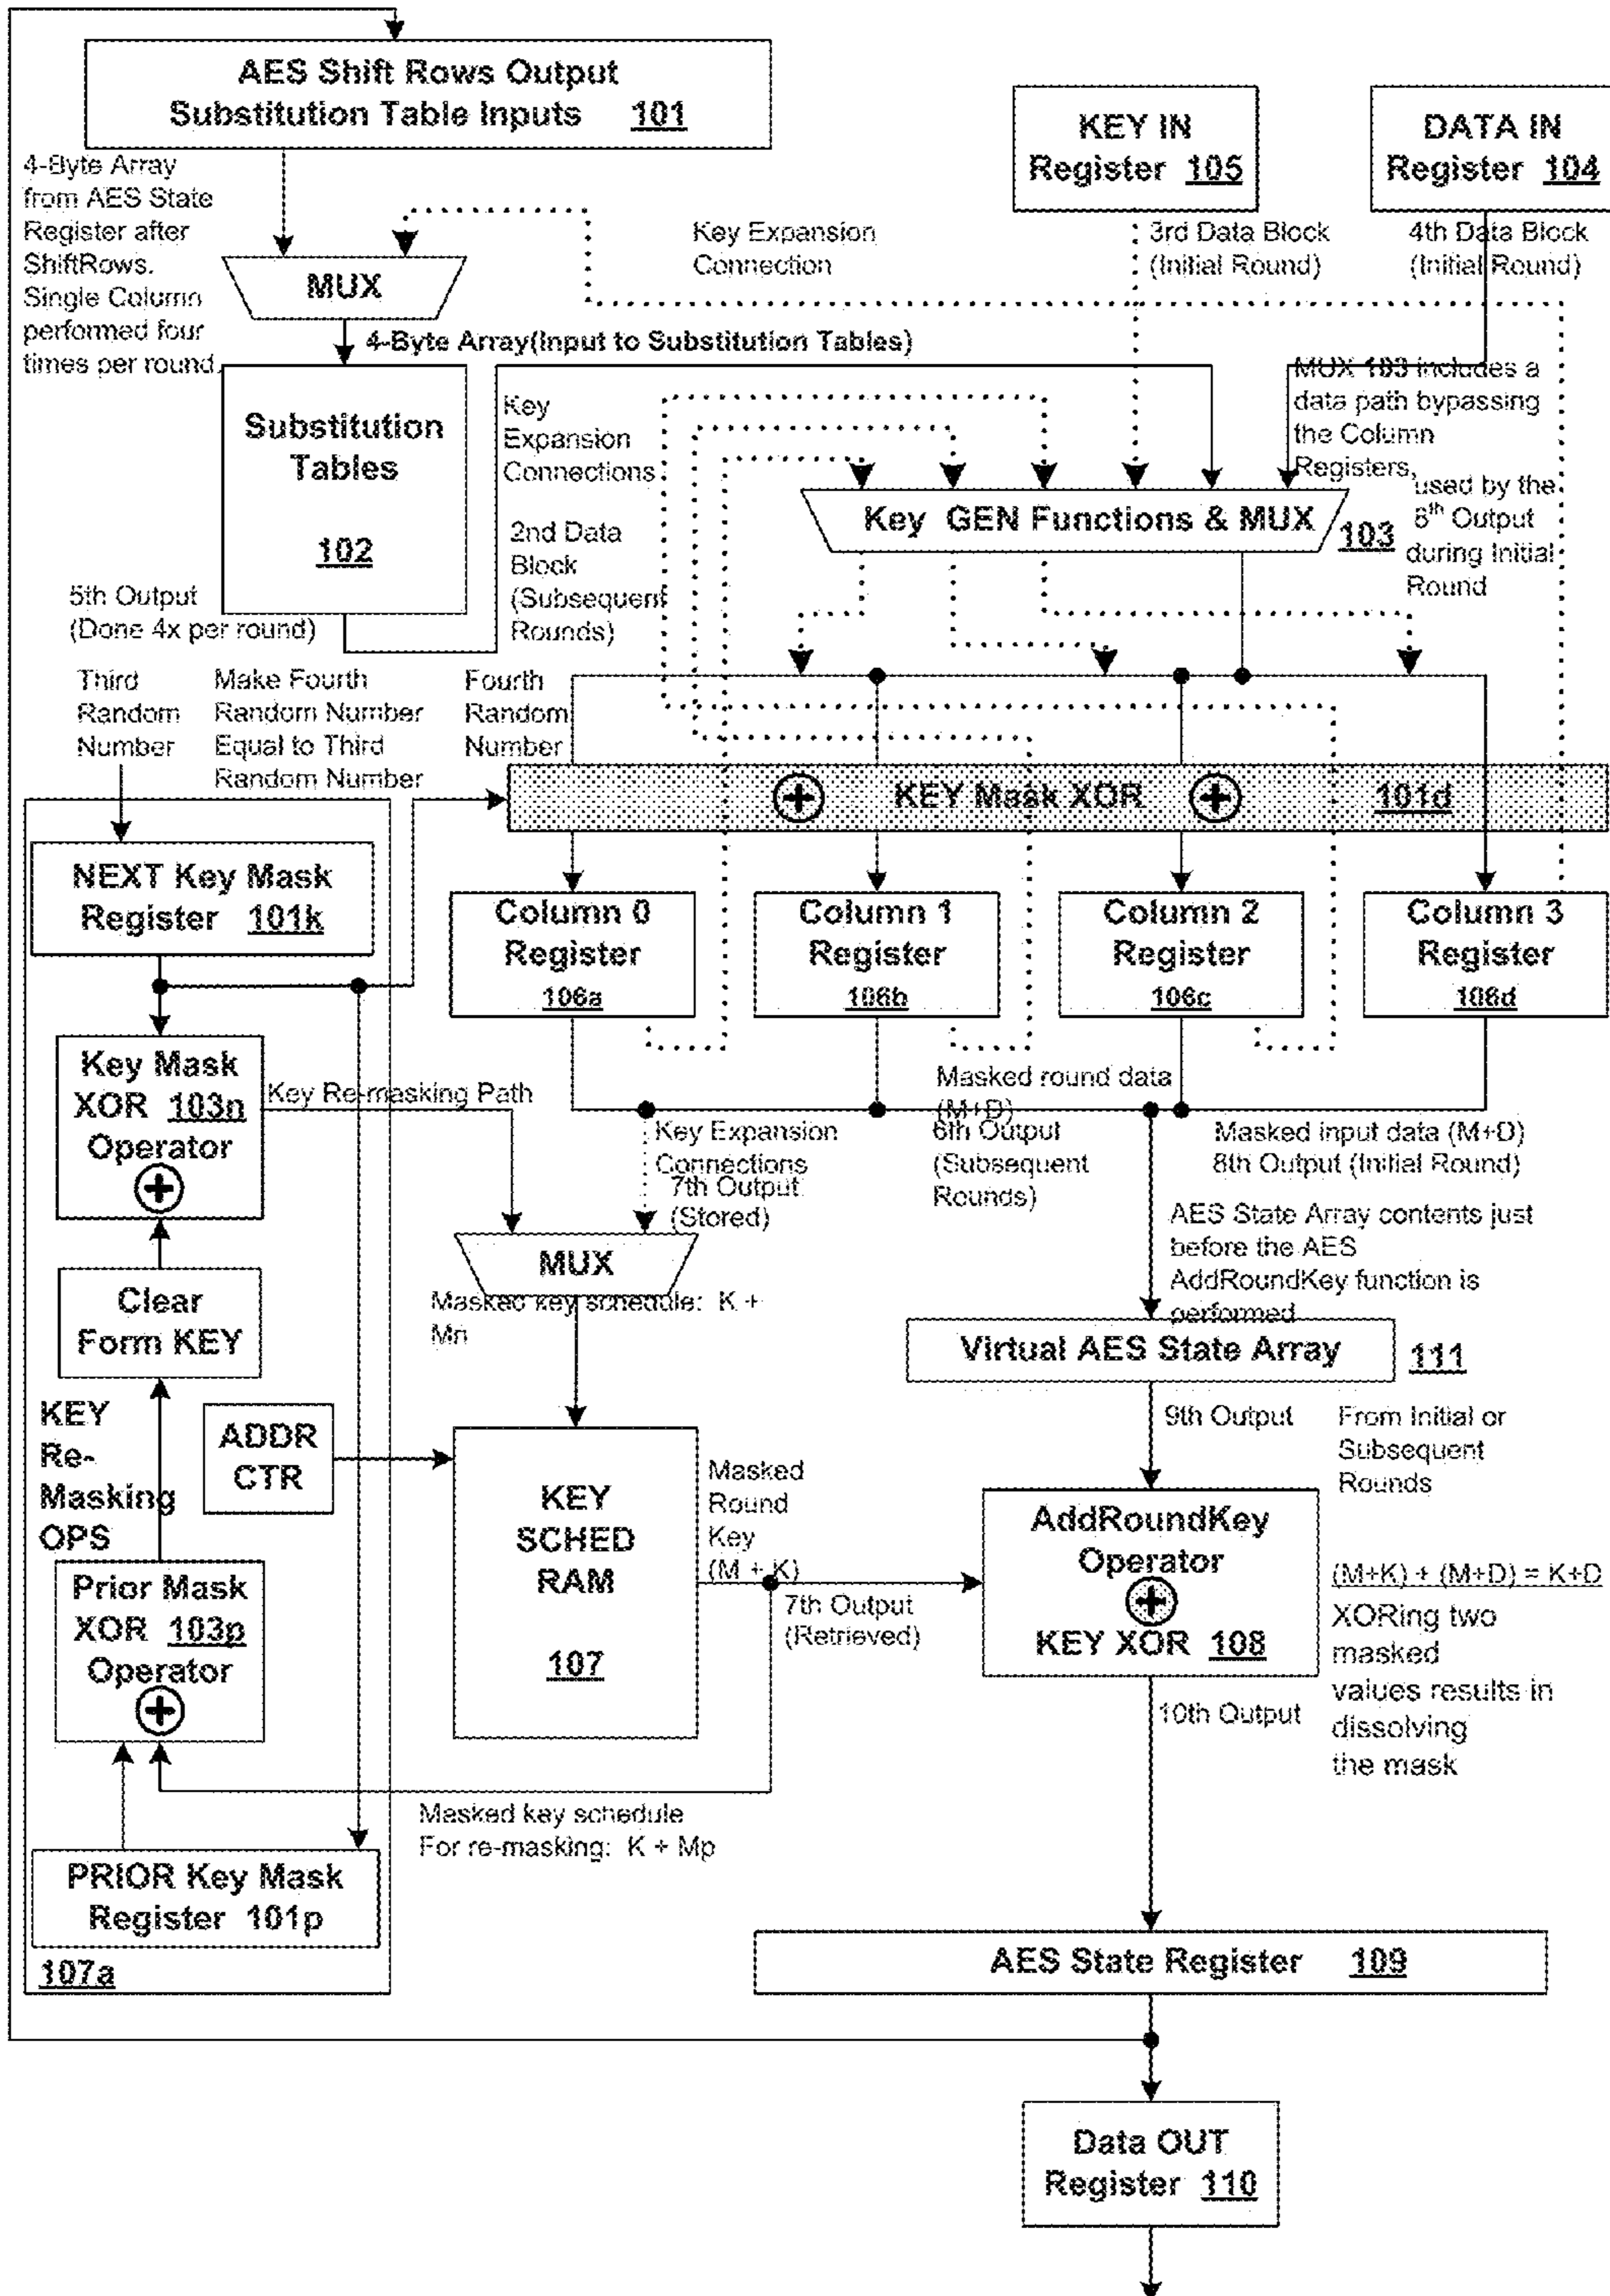 AES Shift Rows Output
Substitution Table Inputs 101
KEY IN
Register 105
DATA IN
Register 104
4-Byte Array
from AES State
Register after
ShiftRows.
Single Column
performed four
times per round.
MUX
Key Expansion
Connection
3rd Data Block
(Initial Round)
4th Data Block
(Initial Round)
4-Byte Array(Input to Substitution Tables)
Substitution
Tables
102
Key
Expansion
Connections
2nd Data
Block
(Subsequent
Rounds)
MUX 103 includes a
data path bypassing
the Column
Registers,
used by the
8th Output
during Initial
Round
Key GEN Functions & MUX
103
5th Output
(Done 4x per round)
Third
Random
Number
Make Fourth
Random Number
Equal to Third
Random Number
Fourth
Random
Number
KEY Mask XOR 101d
NEXT Key Mask
Register 101k
Column 0
Register
106a
Column 1
Register
106b
Column 2
Register
106c
Column 3
Register
106d
Key Mask
XOR 103n
Operator
Key Re-masking Path
Key Expansion
Connections
7th Output
(Stored)
Masked round data
(M+D)
6th Output
(Subsequent
Rounds)
Masked input data (M+D)
8th Output (Initial Round)
AES State Array contents just
before the AES
AddRoundKey function is
performed
MUX
Masked key schedule: K +
Mn
Clear
Form KEY
Virtual AES State Array
111
KEY
Re-
Masking
OPS
ADDR
CTR
KEY
SCHED
RAM
107
Masked
Round
Key
(M + K)
9th Output
From Initial or
Subsequent
Rounds
AddRoundKey
Operator
KEY XOR 108
7th Output
(Retrieved)
(M+K) + (M+D) = K+D
XORing two
masked
values results in
dissolving
the mask
Prior Mask
XOR 103p
Operator
10th Output
Masked key schedule
For re-masking: K + Mp
PRIOR Key Mask
Register 101p
107a
AES State Register 109
Data OUT
Register 110